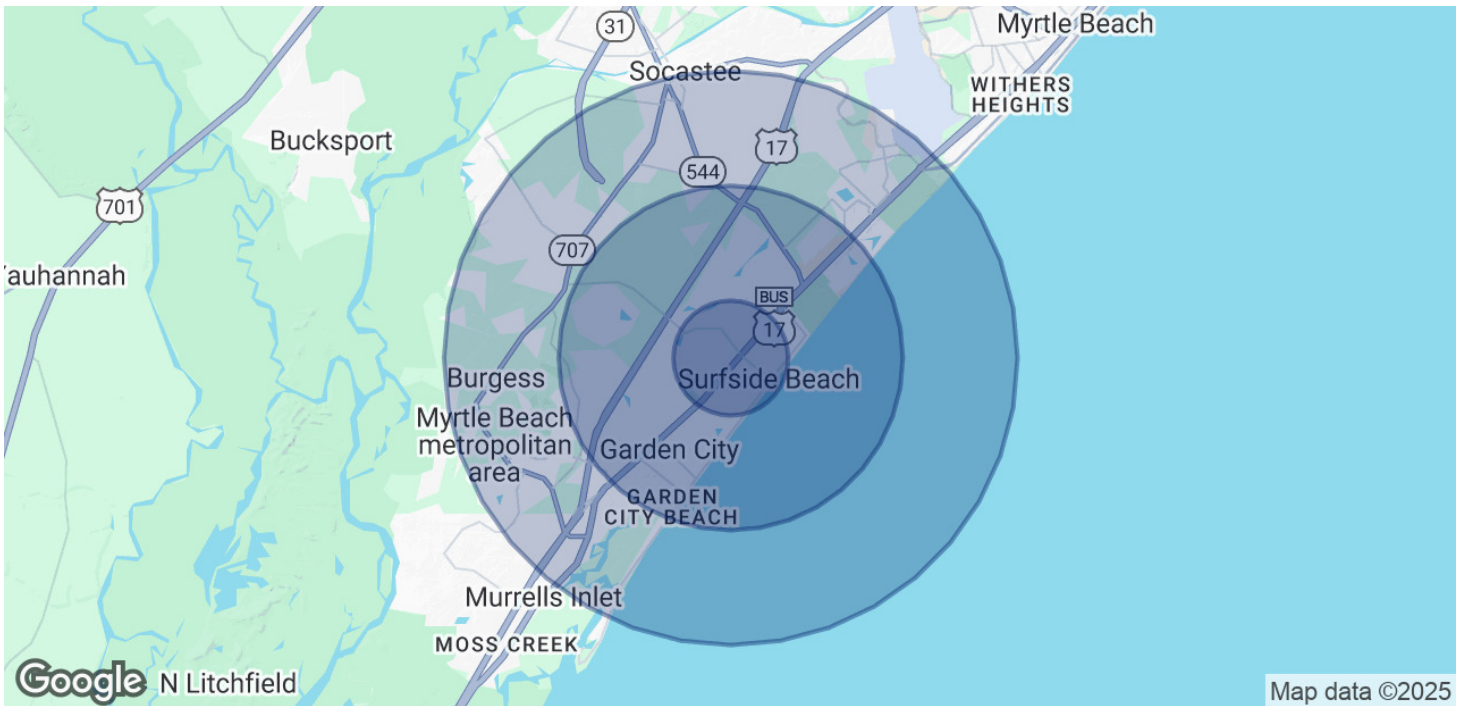 31
Myrtle Beach
Socastee
WITHERS
HEIGHTS
Bucksport
17
544
701
707
auhannah
BUS
17
Burgess
Surfside Beach
Myrtle Beach
metropolitan
area
Garden City
GARDEN
CITY BEACH
Murrells Inlet
MOSS CREEK
Google
N Litchfield
Map data ©2025